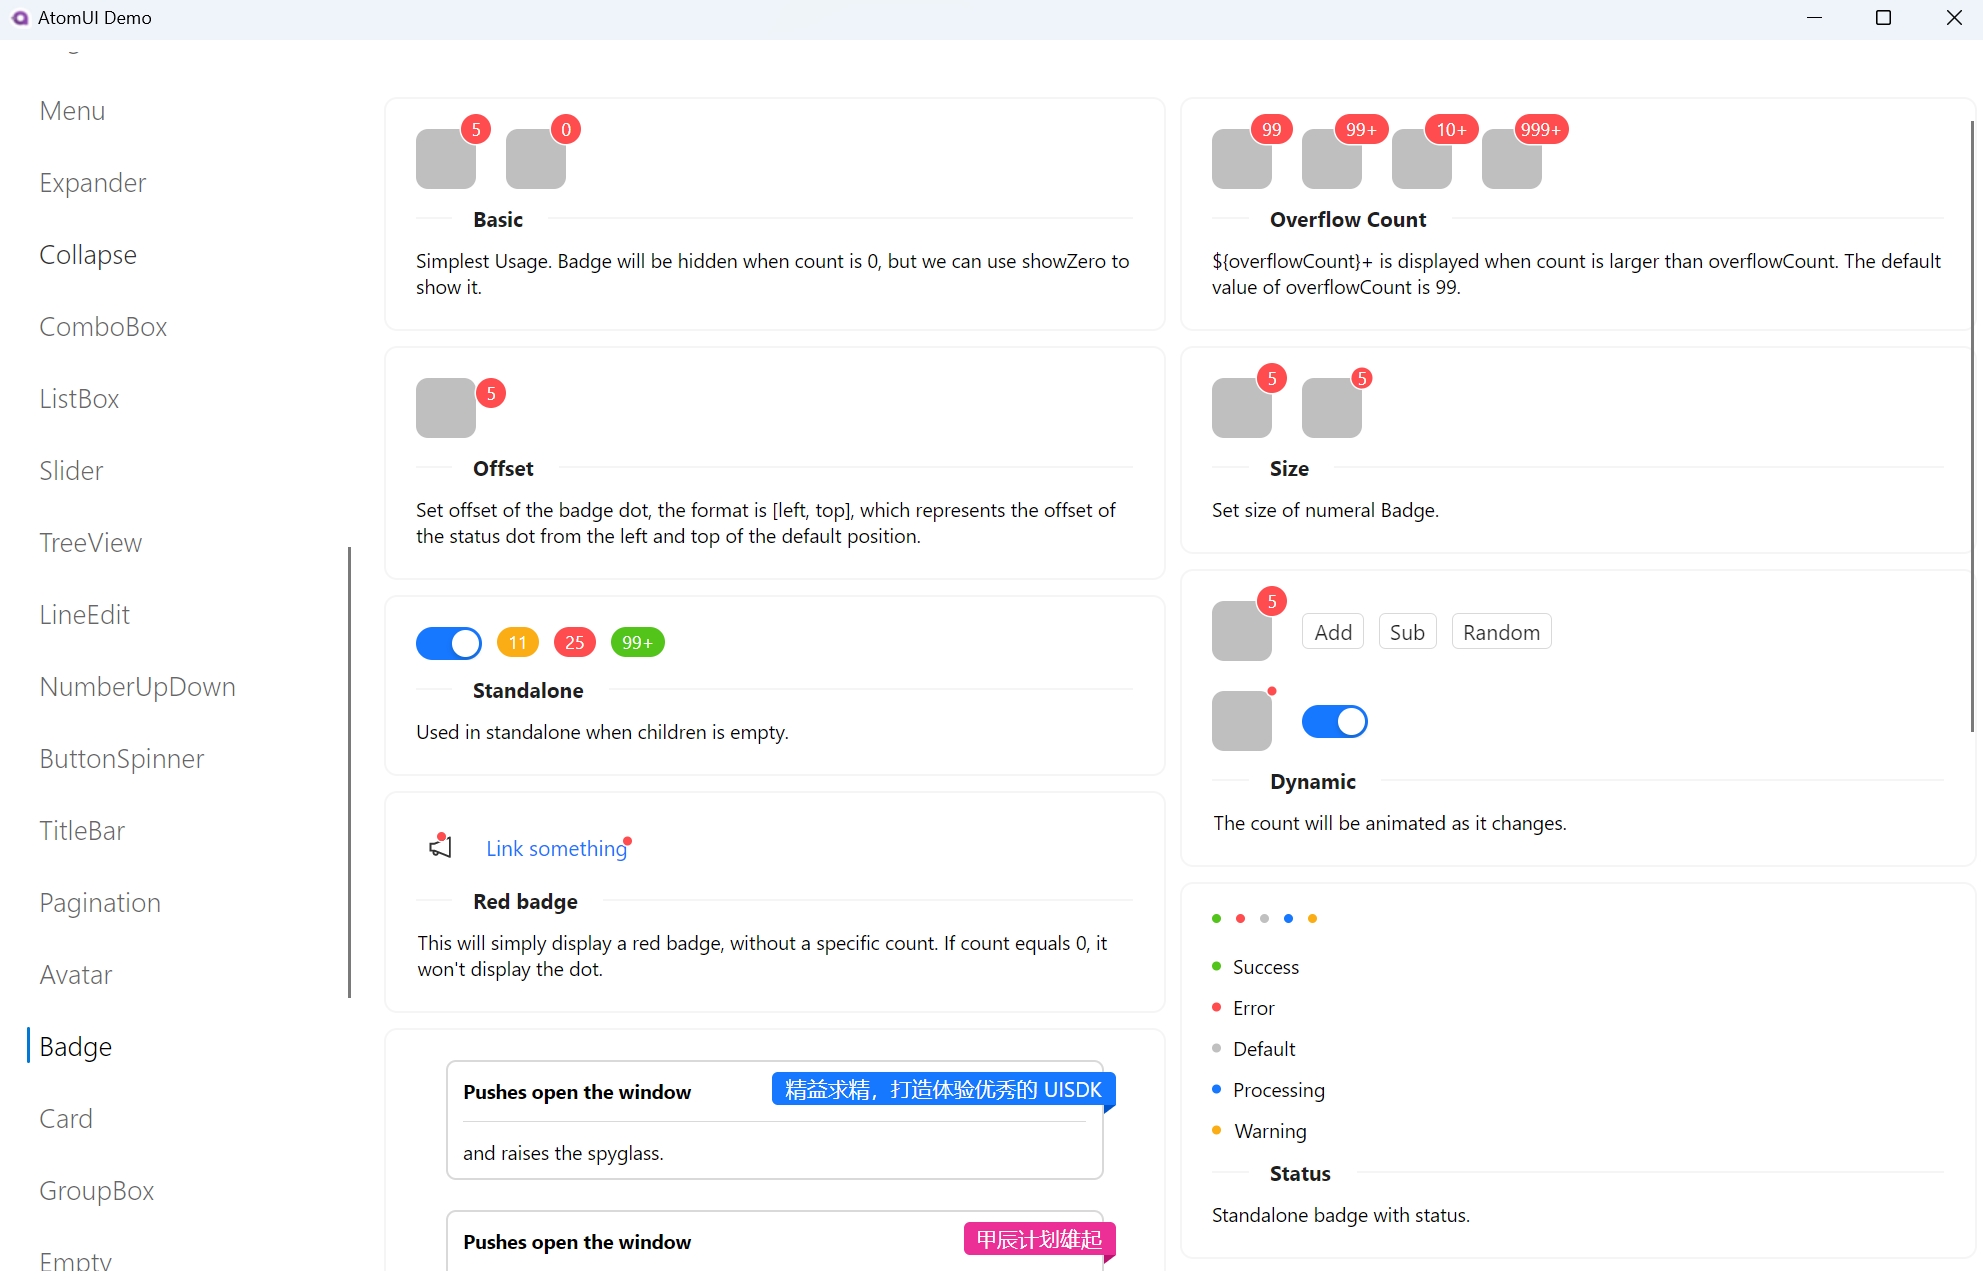 AtomUI Demo
Menu
Expander
Collapse
ComboBox
ListBox
Slider
TreeView
LineEdit
NumberUpDown
ButtonSpinner
TitleBar
Pagination
Avatar
Badge
Card
GroupBox
Empty
5
0
Basic
Simplest Usage. Badge will be hidden when count is 0, but we can use showZero to
show it.
5
Offset
Set offset of the badge dot, the format is [left, top], which represents the offset of
the status dot from the left and top of the default position.
11 25 99+
Standalone
Used in standalone when children is empty.
Link something
Red badge
This will simply display a red badge, without a specific count. If count equals 0, it
won't display the dot.
Pushes open the window
精益求精，打造体验优秀的 UISDK
and raises the spyglass.
Pushes open the window
甲辰计划雄起
99 99+ 10+ 999+
Overflow Count
${overflowCount}+ is displayed when count is larger than overflowCount. The default
value of overflowCount is 99.
5 5
Size
Set size of numeral Badge.
5
Add Sub Random
Dynamic
The count will be animated as it changes.
Success
Error
Default
Processing
Warning
Status
Standalone badge with status.